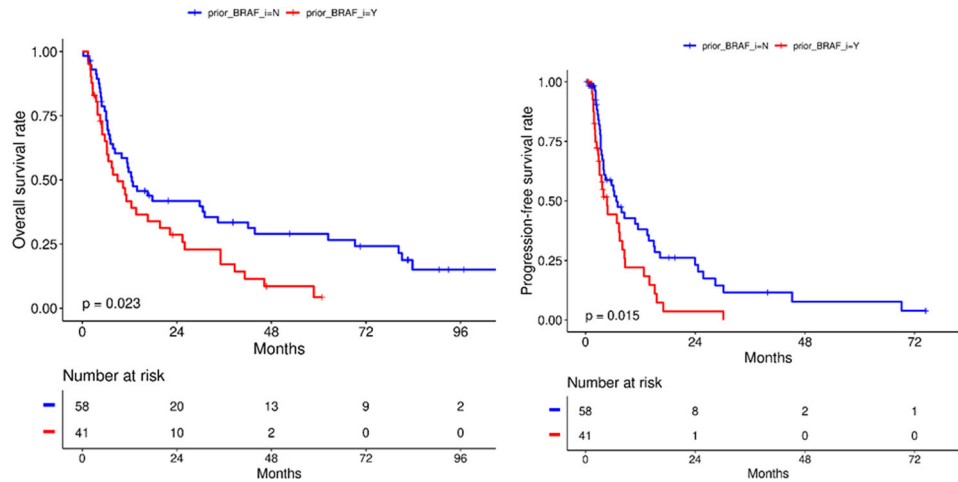 prior_BRAF_i=N prior_BRAF_i=Y
Overall survival rate
1.00
0.75
0.50
0.25
0.00
p = 0.023
0 24 48 72 96
Months
Number at risk
58 20 13 9 2
41 10 2 0 0
0 24 48 72 96
Months
prior_BRAF_i=N prior_BRAF_i=Y
Progression-free survival rate
1.00
0.75
0.50
0.25
0.00
p = 0.015
0 24 48 72
Months
Number at risk
58 8 2 1
41 1 0 0
0 24 48 72
Months